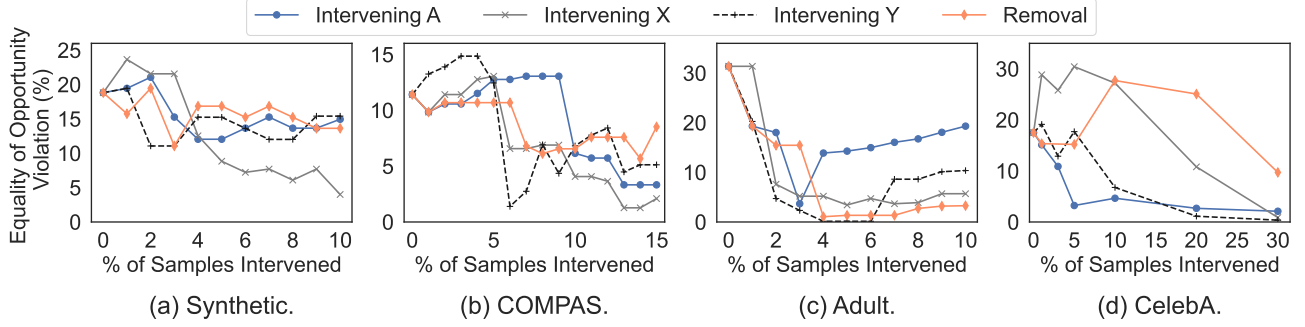 Intervening A Intervening X Intervening Y Removal
Equality of Opportunity
Violation (%)
25
20
15
10
5
0
0 2 4 6 8 10
% of Samples Intervened
(a) Synthetic.
15
10
5
0
0 5 10 15
% of Samples Intervened
(b) COMPAS.
30
20
10
0
0 2 4 6 8 10
% of Samples Intervened
(c) Adult.
30
20
10
0
0 5 10 15 20 25 30
% of Samples Intervened
(d) CelebA.